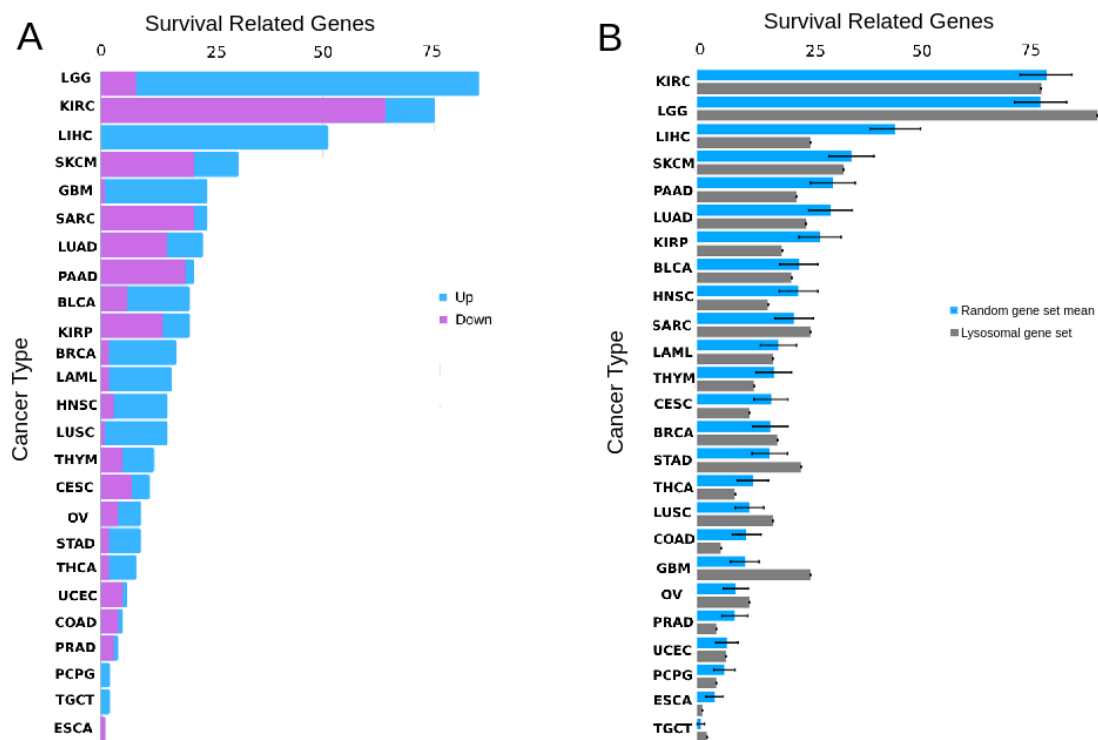 A
Survival Related Genes
0 25 50 75
LGG
KIRC
LIHC
SKCM
GBM
SARC
LUAD
PAAD
BLCA
KIRP
BRCA
LAML
HNSC
LUSC
THYM
CESC
OV
STAD
THCA
UCEC
COAD
PRAD
PCPG
TGCT
ESCA
Cancer Type
Up
Down
B
Survival Related Genes
0 25 50 75
KIRC
LGG
LIHC
SKCM
PAAD
LUAD
KIRP
BLCA
HNSC
SARC
LAML
THYM
CESC
BRCA
STAD
THCA
LUSC
COAD
GBM
OV
PRAD
UCEC
PCPG
ESCA
TGCT
Cancer Type
Random gene set mean
Lysosomal gene set